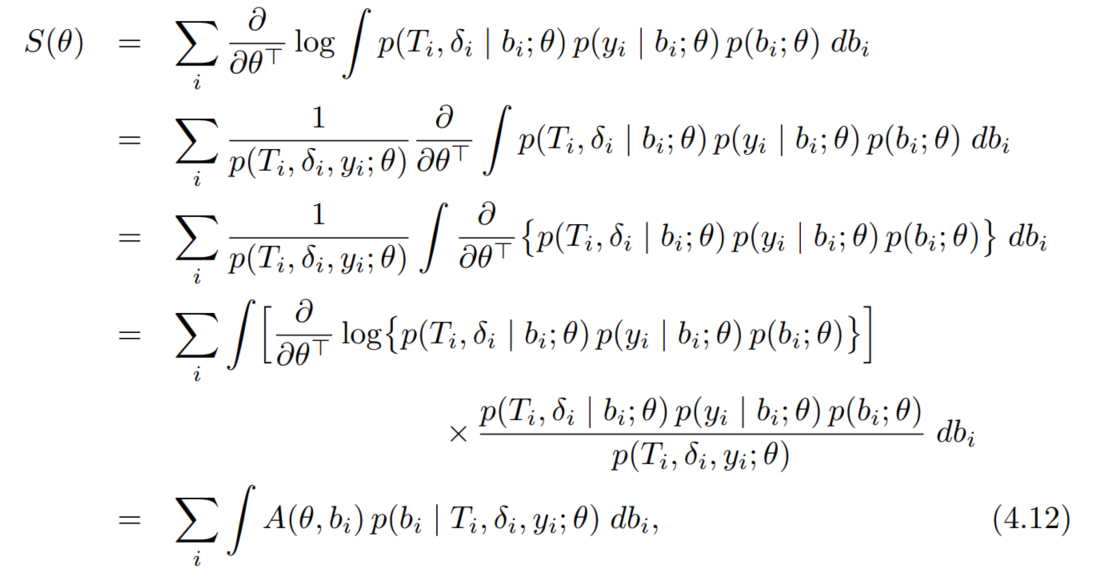 S(θ) = ∑_i ∂/∂θ^⊤ log ∫ p(T_i, δ_i | b_i; θ) p(y_i | b_i; θ) p(b_i; θ) db_i
= ∑_i 1/p(T_i, δ_i, y_i; θ) ∂/∂θ^⊤ ∫ p(T_i, δ_i | b_i; θ) p(y_i | b_i; θ) p(b_i; θ) db_i
= ∑_i 1/p(T_i, δ_i, y_i; θ) ∫ ∂/∂θ^⊤ {p(T_i, δ_i | b_i; θ) p(y_i | b_i; θ) p(b_i; θ)} db_i
= ∑_i ∫ [∂/∂θ^⊤ log{p(T_i, δ_i | b_i; θ) p(y_i | b_i; θ) p(b_i; θ)}]
× p(T_i, δ_i | b_i; θ) p(y_i | b_i; θ) p(b_i; θ)/p(T_i, δ_i, y_i; θ) db_i
= ∑_i ∫ A(θ, b_i) p(b_i | T_i, δ_i, y_i; θ) db_i, (4.12)